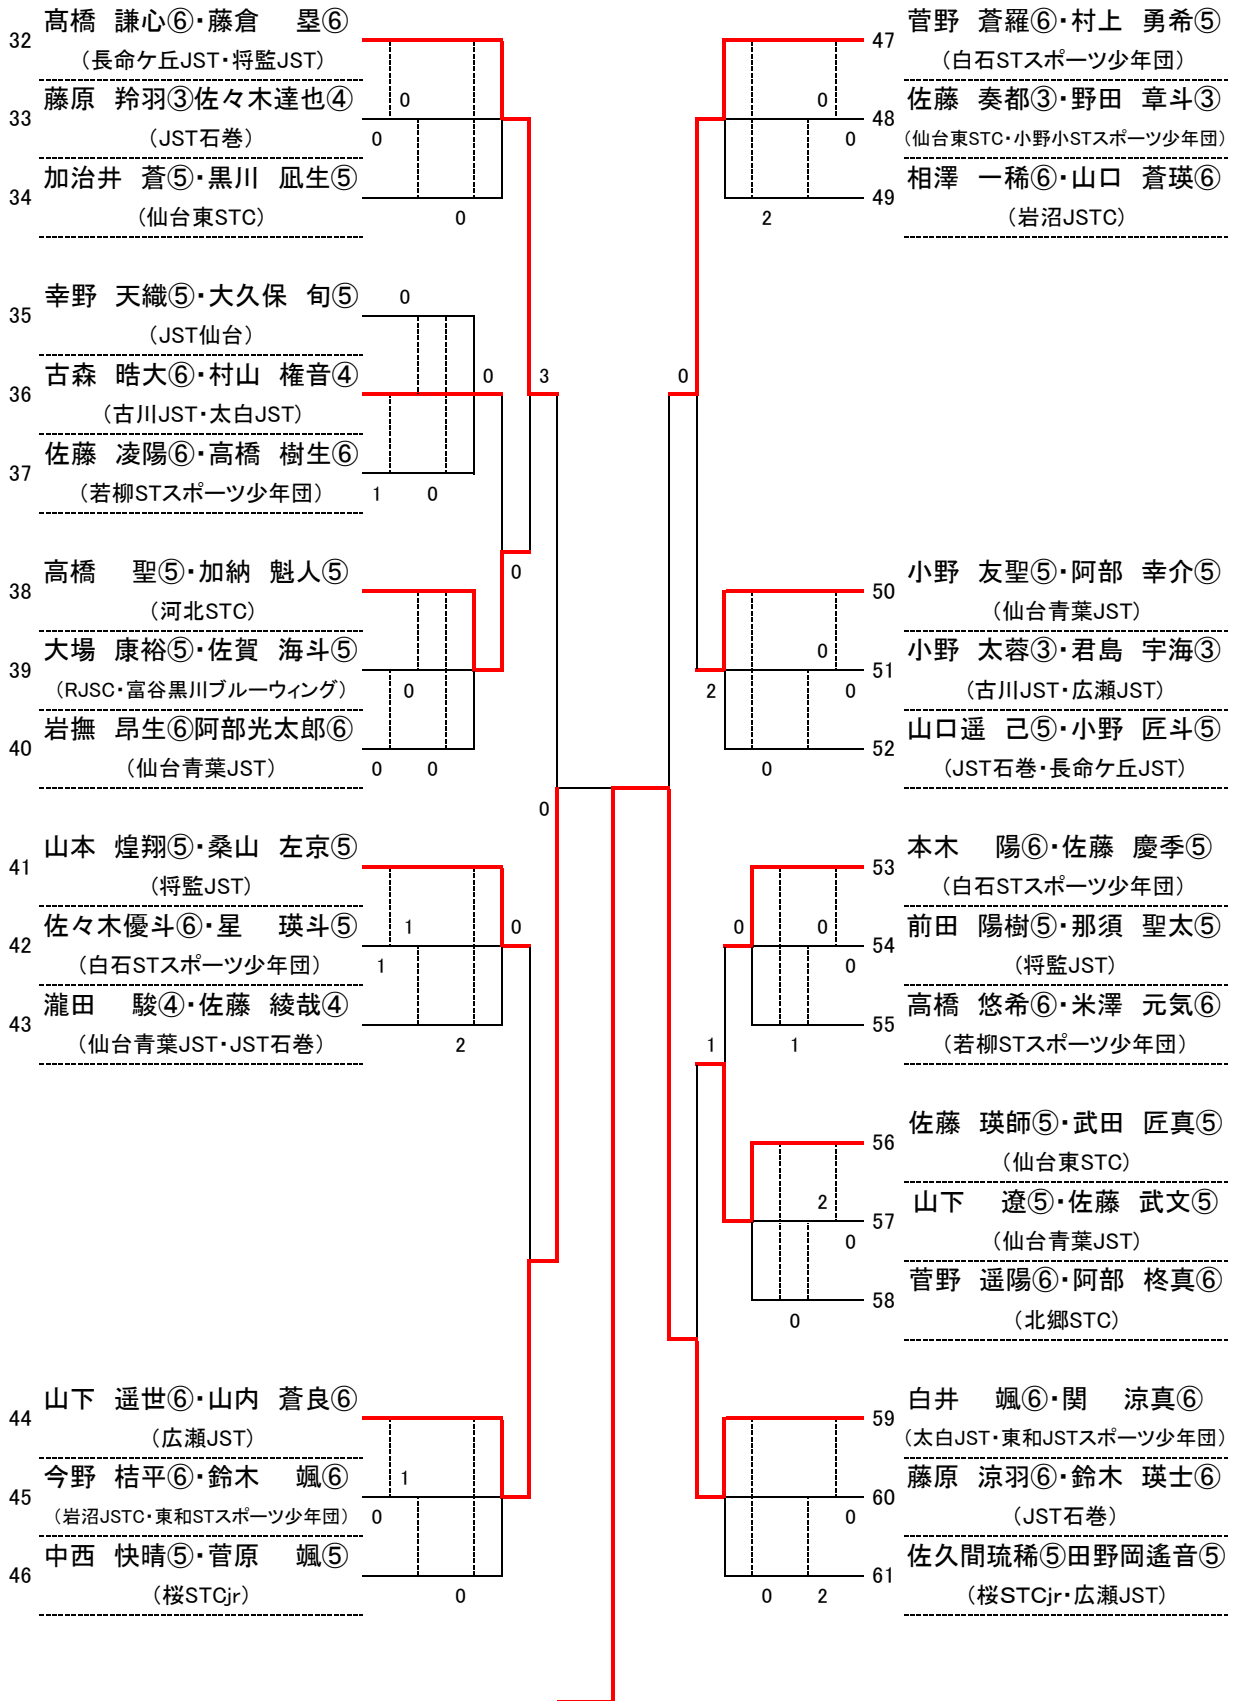 髙橋 謙心⑥・藤倉 塁⑥
32
（長命ケ丘JST・将監JST）
0
藤原 羚羽③佐々木達也④
33
（JST石巻）
0
加治井 蒼⑤・黒川 凪生⑤
34
（仙台東STC）
0
幸野 天織⑤・大久保 旬⑤
0
35
（JST仙台）
古森 晧大⑥・村山 権音④
0
3
36
（古川JST・太白JST）
佐藤 凌陽⑥・高橋 樹生⑥
37
（若柳STスポーツ少年団）
1
0
高橋 聖⑤・加納 魁人⑤
0
38
（河北STC）
大場 康裕⑤・佐賀 海斗⑤
39
（RJSC・富谷黒川ブルーウィング）
0
岩撫 昂生⑥阿部光太郎⑥
40
（仙台青葉JST）
0
0
0
山本 煌翔⑤・桑山 左京⑤
41
（将監JST）
佐々木優斗⑥・星 瑛斗⑤
1
0
42
（白石STスポーツ少年団）
1
瀧田 駿④・佐藤 綾哉④
43
（仙台青葉JST・JST石巻）
2
山下 遥世⑥・山内 蒼良⑥
44
（広瀬JST）
今野 桔平⑥・鈴木 颯⑥
1
45
（岩沼JSTC・東和STスポーツ少年団）
0
中西 快晴⑤・菅原 颯⑤
46
（桜STCjr）
0
菅野 蒼羅⑥・村上 勇希⑤
47
（白石STスポーツ少年団）
0
佐藤 奏都③・野田 章斗③
48
（仙台東STC・小野小STスポーツ少年団）
0
相澤 一稀⑥・山口 蒼瑛⑥
49
（岩沼JSTC）
2
0
小野 友聖⑤・阿部 幸介⑤
50
（仙台青葉JST）
0
小野 太蓉③・君島 宇海③
51
（古川JST・広瀬JST）
2
0
山口遥 己⑤・小野 匠斗⑤
52
（JST石巻・長命ケ丘JST）
0
本木 陽⑥・佐藤 慶季⑤
53
（白石STスポーツ少年団）
0
0
前田 陽樹⑤・那須 聖太⑤
54
（将監JST）
0
高橋 悠希⑥・米澤 元気⑥
55
（若柳STスポーツ少年団）
1
1
佐藤 瑛師⑤・武田 匠真⑤
56
（仙台東STC）
2
山下 遼⑤・佐藤 武文⑤
57
（仙台青葉JST）
0
菅野 遥陽⑥・阿部 柊真⑥
58
（北郷STC）
0
白井 颯⑥・関 涼真⑥
59
（太白JST・東和JSTスポーツ少年団）
藤原 涼羽⑥・鈴木 瑛士⑥
60
（JST石巻）
0
佐久間琉稀⑤田野岡遙音⑤
61
（桜STCjr・広瀬JST）
0
2